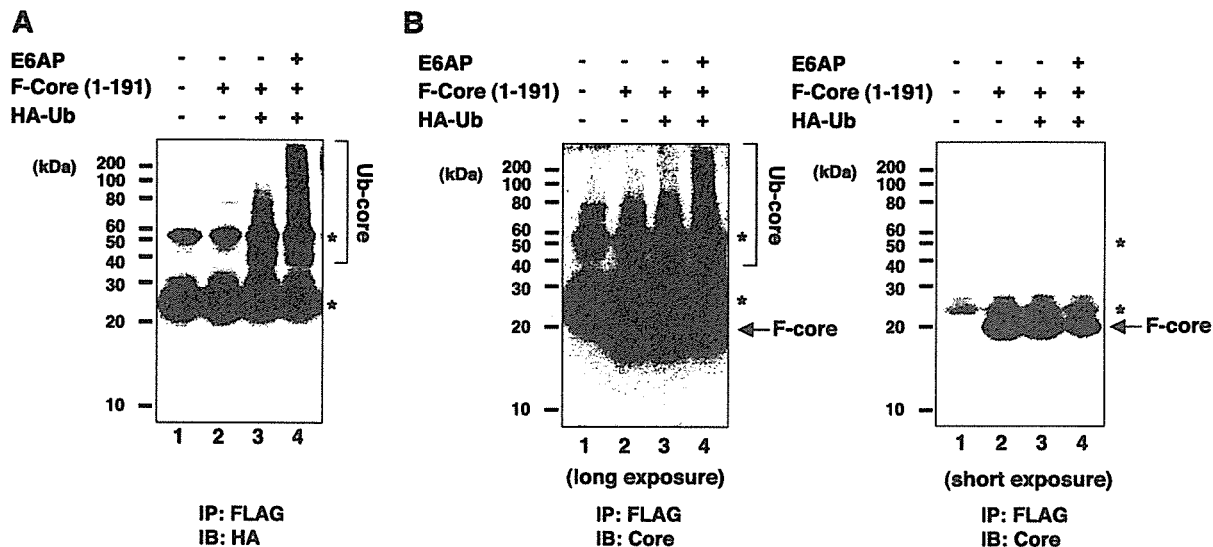 A
E6AP - - - +
F-Core (1-191) - + + +
HA-Ub - - + +
(kDa)
200
100
80
60
50
40
30
20
10
*
*
Ub-core
1 2 3 4
IP: FLAG
IB: HA
B
E6AP - - - +
F-Core (1-191) - + + +
HA-Ub - - + +
(kDa)
200
100
80
60
50
40
30
20
10
*
*
Ub-core
F-core
1 2 3 4
(long exposure)
IP: FLAG
IB: Core
E6AP - - - +
F-Core (1-191) - + + +
HA-Ub - - + +
(kDa)
200
100
80
60
50
40
30
20
10
*
*
F-core
1 2 3 4
(short exposure)
IP: FLAG
IB: Core